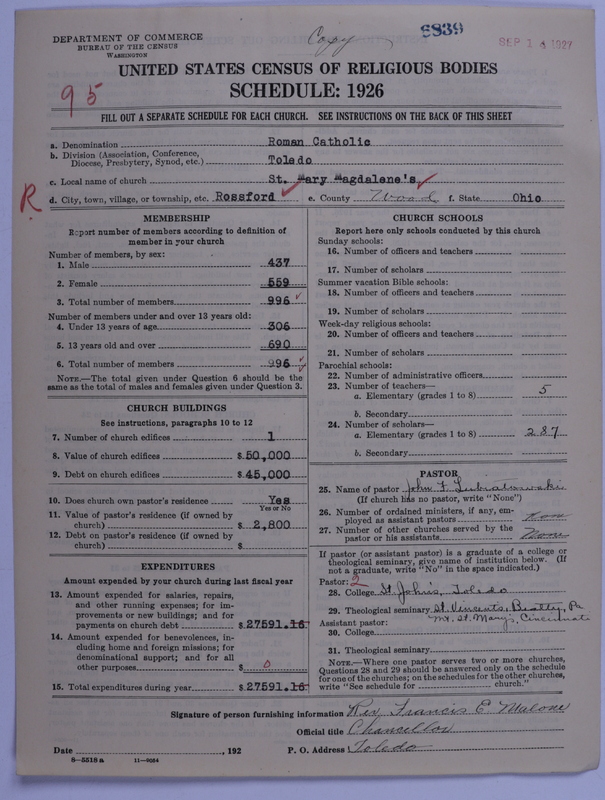 DEPARTMENT OF COMMERCE
BUREAU OF THE CENSUS
WASHINGTON
Copy
8839
SEP 14 1927
UNITED STATES CENSUS OF RELIGIOUS BODIES
SCHEDULE: 1926
95
FILL OUT A SEPARATE SCHEDULE FOR EACH CHURCH. SEE INSTRUCTIONS ON THE BACK OF THIS SHEET
a. Denomination Roman Catholic
b. Division (Association, Conference, Diocese, Presbytery, Synod, etc.) Toledo
c. Local name of church St. Mary Magdalene's
R
d. City, town, village, or township, etc. Rossford e. County Wood f. State Ohio
MEMBERSHIP
Report number of members according to definition of
member in your church
Number of members, by sex:
1. Male 437
2. Female 559
3. Total number of members 996
Number of members under and over 13 years old:
4. Under 13 years of age 306
5. 13 years old and over 690
6. Total number of members 996
NOTE.—The total given under Question 6 should be the
same as the total of males and females given under Question 3.
CHURCH BUILDINGS
See instructions, paragraphs 10 to 12
7. Number of church edifices 1
8. Value of church edifices $50,000
9. Debt on church edifices $45,000
10. Does church own pastor's residence Yes
Yes or No
11. Value of pastor's residence (if owned by
church) $2,800
12. Debt on pastor's residence (if owned by
church) $
EXPENDITURES
Amount expended by your church during last fiscal year
13. Amount expended for salaries, repairs,
and other running expenses; for im-
provements or new buildings; and for
payments on church debt $27591.16
14. Amount expended for benevolences, in-
cluding home and foreign missions; for
denominational support; and for all
other purposes $ 0
15. Total expenditures during year $27591.16
CHURCH SCHOOLS
Report here only schools conducted by this church
Sunday schools:
16. Number of officers and teachers
17. Number of scholars
Summer vacation Bible schools:
18. Number of officers and teachers
19. Number of scholars
Week-day religious schools:
20. Number of officers and teachers
21. Number of scholars
Parochial schools:
22. Number of administrative officers
23. Number of teachers—
a. Elementary (grades 1 to 8) 5
b. Secondary
24. Number of scholars—
a. Elementary (grades 1 to 8) 287
b. Secondary
PASTOR
25. Name of pastor John F.
(If church has no pastor, write "None")
26. Number of ordained ministers, if any, em-
ployed as assistant pastors None
27. Number of other churches served by the
pastor or his assistants None
If pastor (or assistant pastor) is a graduate of a college or
theological seminary, give name of institution below. (If
not a graduate, write "No" in the space indicated.)
Pastor: 2
28. College St John's, Toledo
29. Theological seminary St. Vincents, Beatty, Pa
Assistant pastor: Mt. St. Marys, Cincinnati
30. College
31. Theological seminary
NOTE.—Where one pastor serves two or more churches,
Questions 28 and 29 should be answered only on the schedule
for one of the churches; on the schedules for the other churches,
write "See schedule for church."
Signature of person furnishing information Rev. Francis E. Malone
Official title Chancellor
Date , 192 P. O. Address Toledo
8—5518 a 11—9054